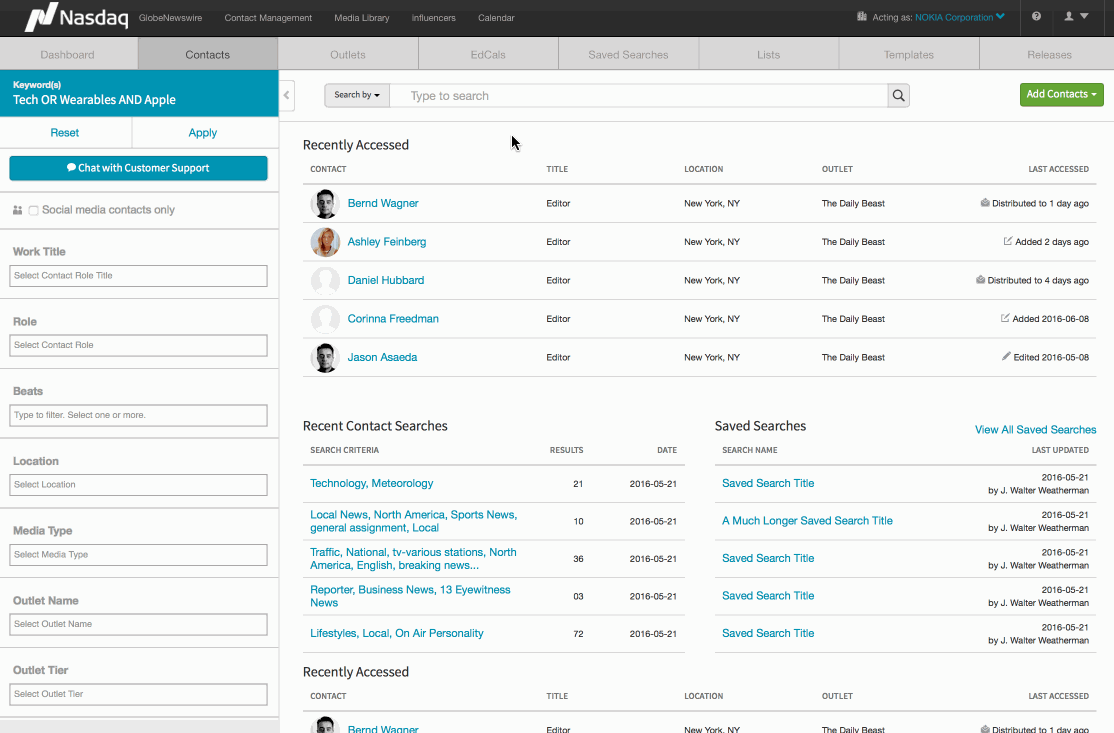 Nasdaq
GlobeNewswire Contact Management Media Library influencers Calendar
Acting as: NOKIA Corporation
Dashboard Contacts Outlets EdCals Saved Searches Lists Templates Releases
Keyword(s)
Tech OR Wearables AND Apple
Reset Apply
Chat with Customer Support
Social media contacts only
Work Title
Select Contact Role Title
Role
Select Contact Role
Beats
Type to filter. Select one or more.
Location
Select Location
Media Type
Select Media Type
Outlet Name
Select Outlet Name
Outlet Tier
Select Outlet Tier
Search by Type to search
Add Contacts
Recently Accessed
CONTACT TITLE LOCATION OUTLET LAST ACCESSED
Bernd Wagner Editor New York, NY The Daily Beast Distributed to 1 day ago
Ashley Feinberg Editor New York, NY The Daily Beast Added 2 days ago
Daniel Hubbard Editor New York, NY The Daily Beast Distributed to 4 days ago
Corinna Freedman Editor New York, NY The Daily Beast Added 2016-06-08
Jason Asaeda Editor New York, NY The Daily Beast Edited 2016-05-08
Recent Contact Searches
SEARCH CRITERIA RESULTS DATE
Technology, Meteorology 21 2016-05-21
Local News, North America, Sports News,
general assignment, Local 10 2016-05-21
Traffic, National, tv-various stations, North
America, English, breaking news... 36 2016-05-21
Reporter, Business News, 13 Eyewitness
News 03 2016-05-21
Lifestyles, Local, On Air Personality 72 2016-05-21
Saved Searches View All Saved Searches
SEARCH NAME LAST UPDATED
Saved Search Title 2016-05-21
by J. Walter Weatherman
A Much Longer Saved Search Title 2016-05-21
by J. Walter Weatherman
Saved Search Title 2016-05-21
by J. Walter Weatherman
Saved Search Title 2016-05-21
by J. Walter Weatherman
Saved Search Title 2016-05-21
by J. Walter Weatherman
Recently Accessed
CONTACT TITLE LOCATION OUTLET LAST ACCESSED
Bernd Wagner Editor New York, NY The Daily Beast Distributed to 1 day ago